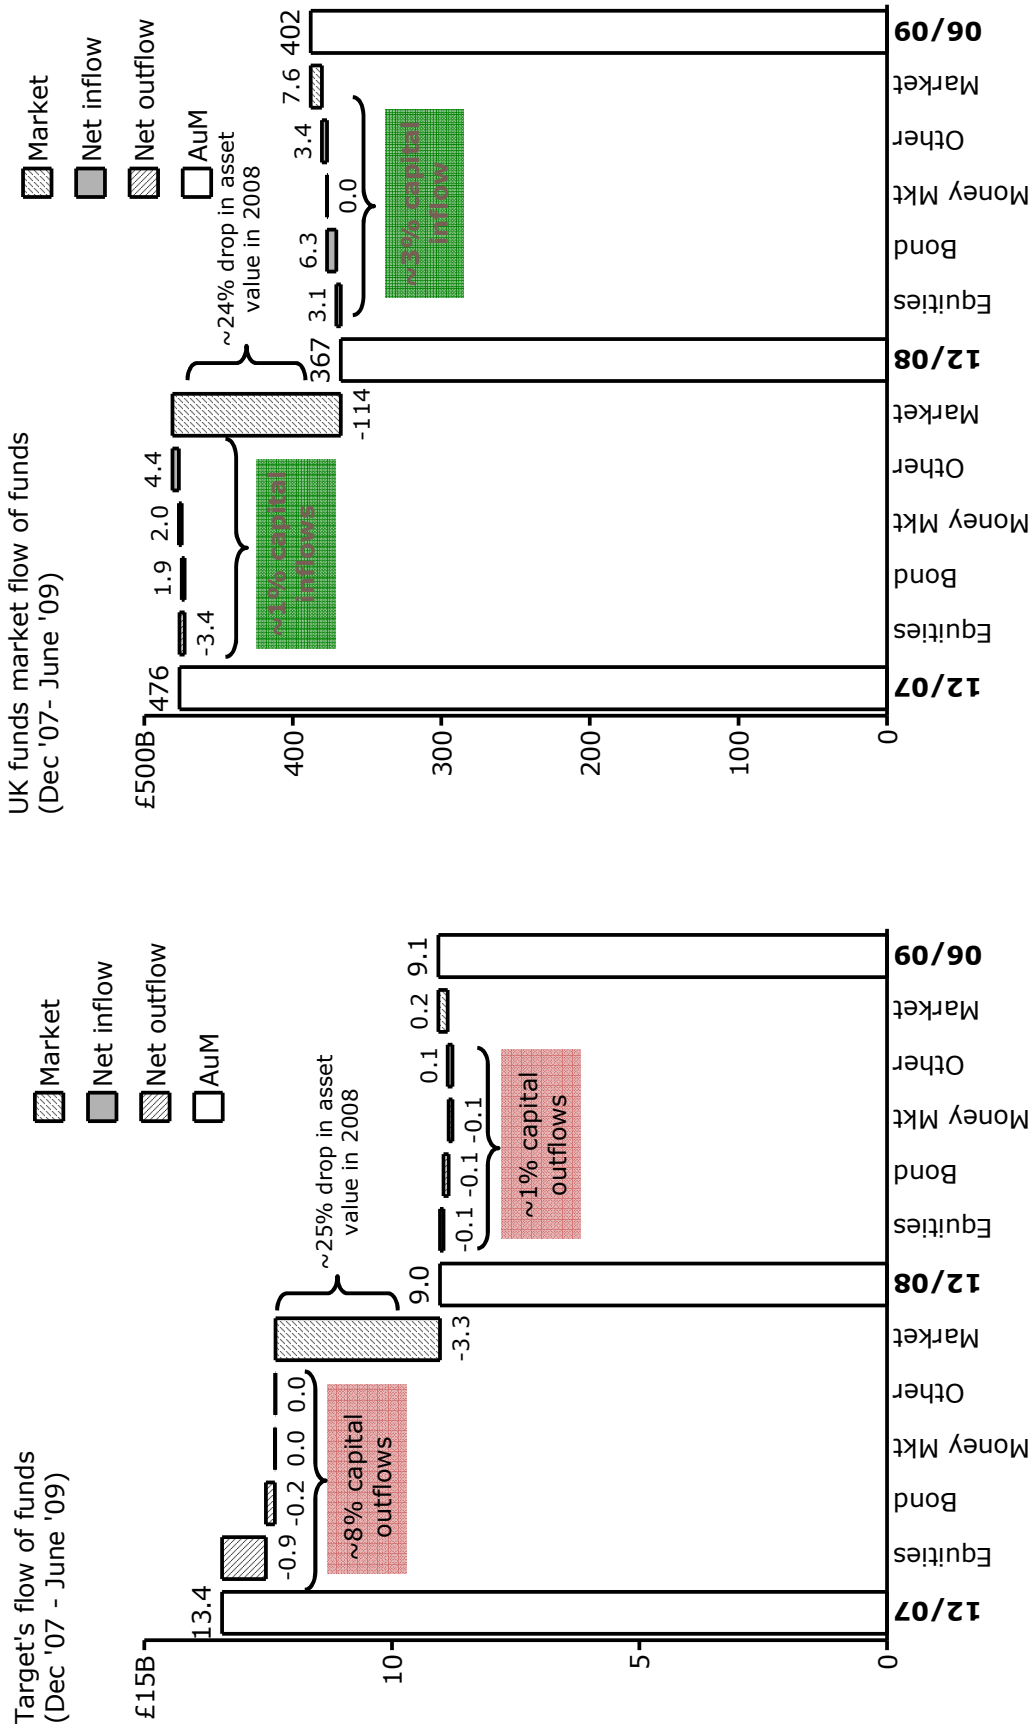 Target's flow of funds
(Dec '07 - June '09)
Market
Net inflow
Net outflow
AuM
£15B
10
5
0
13.4
-0.9
-0.2
0.0
0.0
-3.3
9.0
-0.1
-0.1
-0.1
0.1
0.2
9.1
~8% capital
outflows
~25% drop in asset
value in 2008
~1% capital
outflows
12/07
Equities
Bond
Money Mkt
Other
Market
12/08
Equities
Bond
Money Mkt
Other
Market
06/09
UK funds market flow of funds
(Dec '07- June '09)
Market
Net inflow
Net outflow
AuM
£500B
400
300
200
100
0
476
-3.4
1.9
2.0
4.4
-114
367
3.1
6.3
0.0
3.4
7.6
402
~1% capital
inflows
~24% drop in asset
value in 2008
~3% capital
inflow
12/07
Equities
Bond
Money Mkt
Other
Market
12/08
Equities
Bond
Money Mkt
Other
Market
06/09